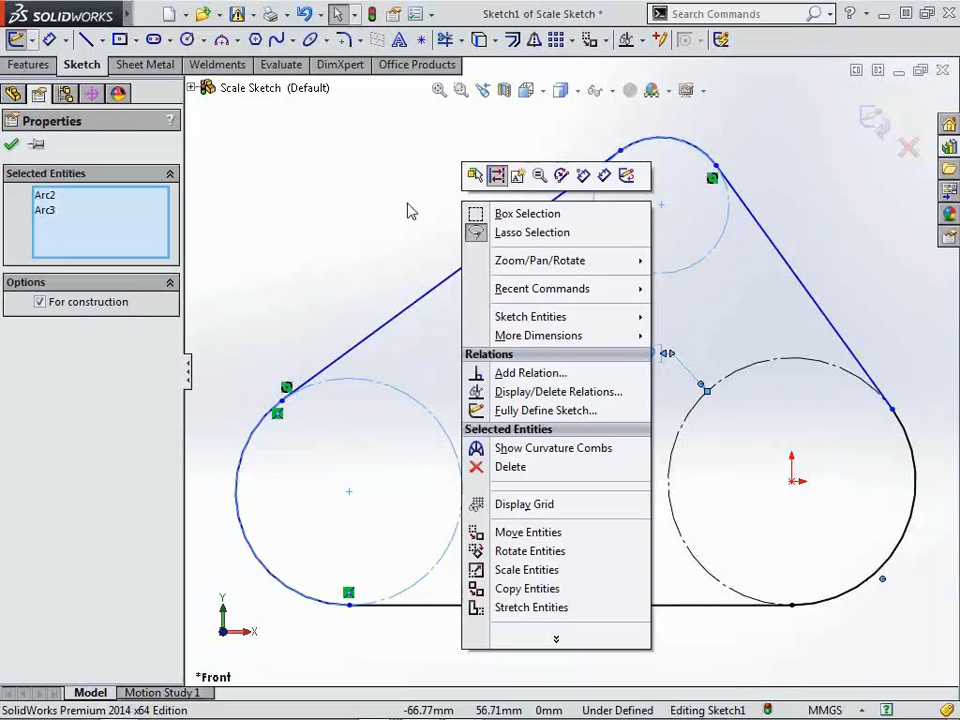 SOLIDWORKS
Sketch1 of Scale Sketch *
Search Commands
?
Features
Sketch
Sheet Metal
Weldments
Evaluate
DimXpert
Office Products
Scale Sketch (Default)
Properties
?
Selected Entities
Arc2
Arc3
Options
For construction
Box Selection
Lasso Selection
Zoom/Pan/Rotate
Recent Commands
Sketch Entities
More Dimensions
Relations
Add Relation...
Display/Delete Relations...
Fully Define Sketch...
Selected Entities
Show Curvature Combs
Delete
Display Grid
Move Entities
Rotate Entities
Scale Entities
Copy Entities
Stretch Entities
Y
X
*Front
Model
Motion Study 1
SolidWorks Premium 2014 x64 Edition
-66.77mm
56.71mm
0mm
Under Defined
Editing Sketch1
MMGS
?